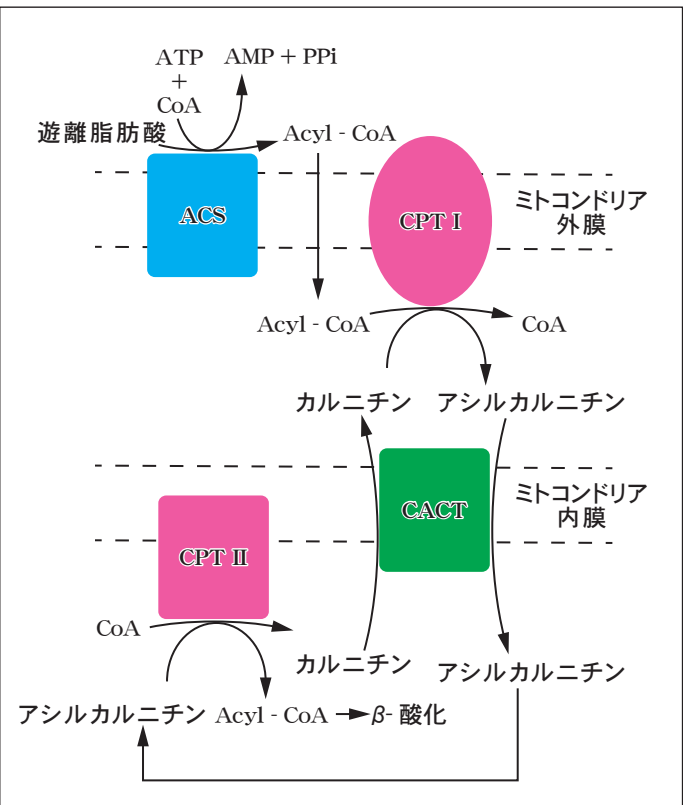 ATP
+
CoA
AMP + PPi
遊離脂肪酸
Acyl - CoA
ACS
CPT I
ミトコンドリア
外膜
Acyl - CoA
CoA
カルニチン
アシルカルニチン
CACT
ミトコンドリア
内膜
CPT II
CoA
カルニチン
アシルカルニチン
アシルカルニチン
Acyl - CoA
β- 酸化